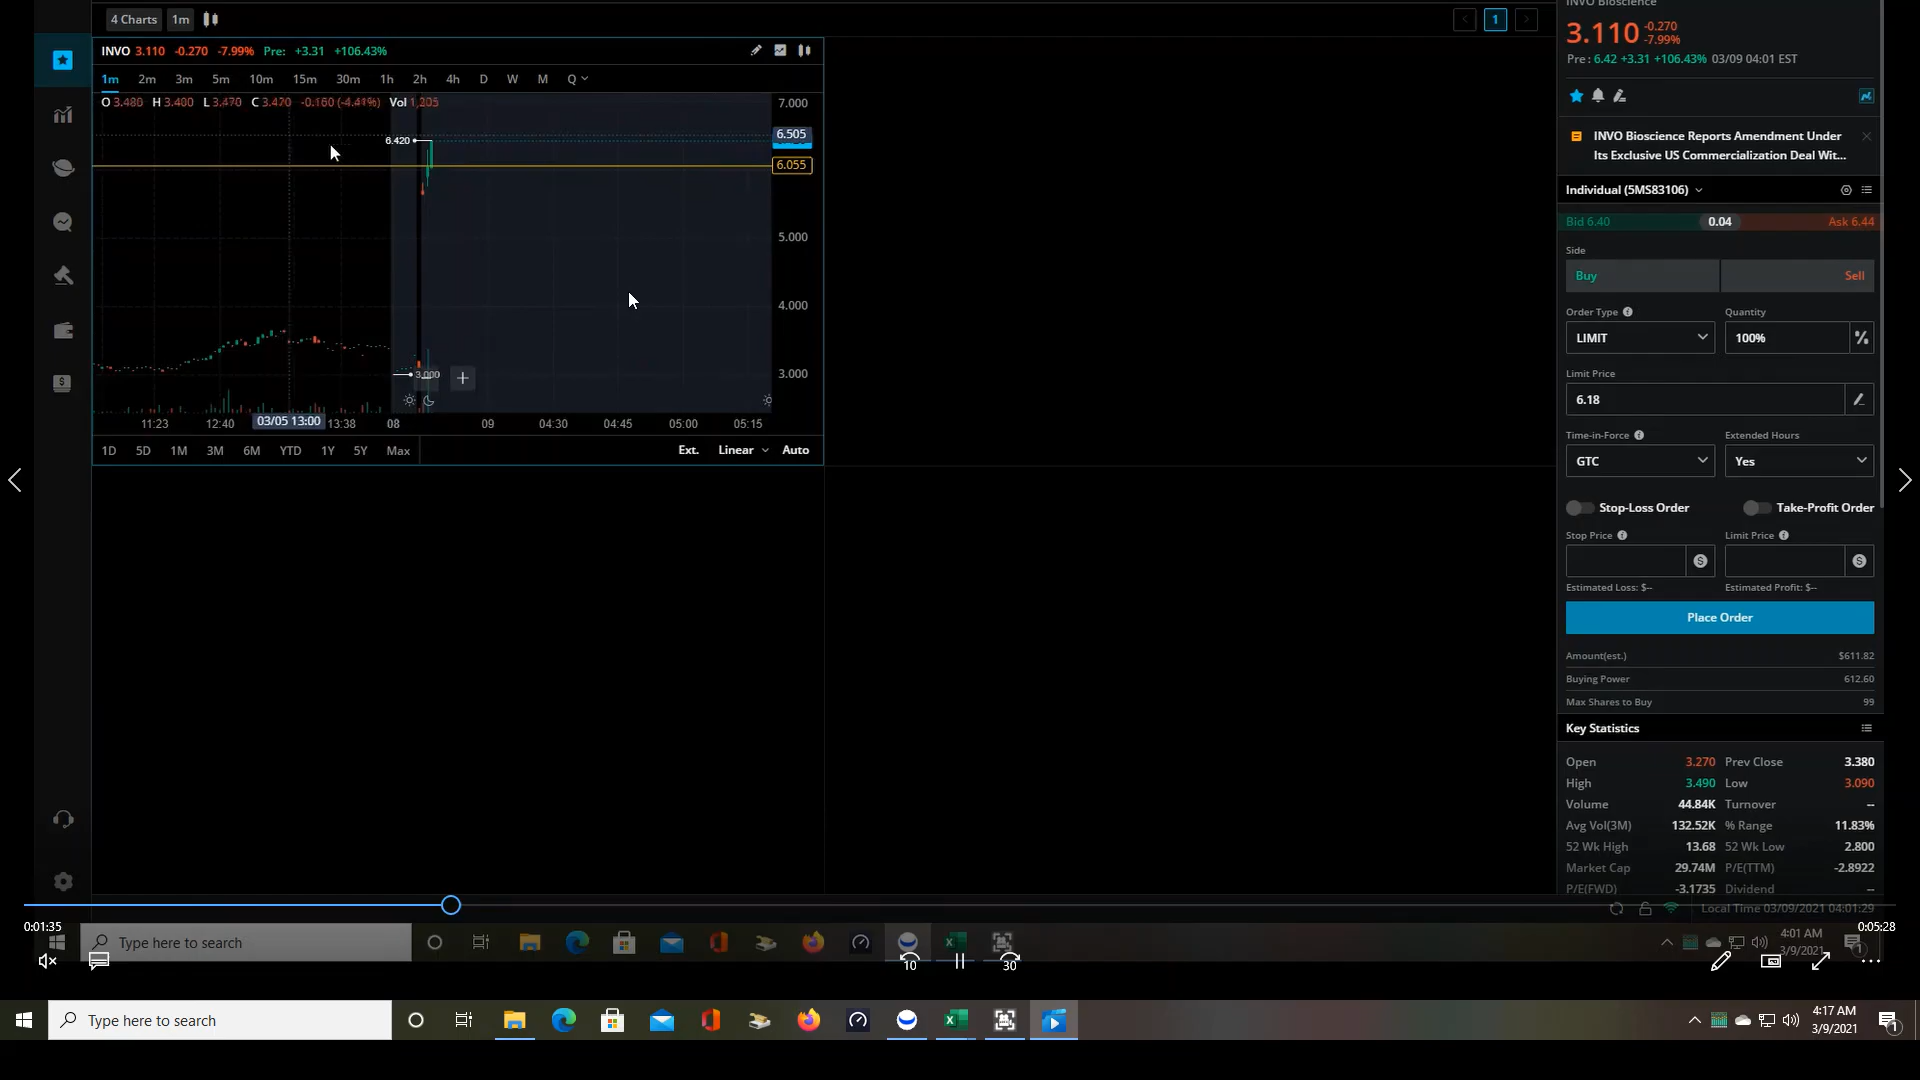 4 Charts 1m
< 1 >
INVO 3.110 -0.270 -7.99% Pre: +3.31 +106.43%
1m 2m 3m 5m 10m 15m 30m 1h 2h 4h D W M Q
O 3.480 H 3.480 L 3.470 C 3.470 -0.160 (-4.41%) Vol 1,205
7.000
6.505
6.420
6.055
5.000
4.000
3.000
3.000
11:23 12:40 03/05 13:00 13:38 08 09 04:30 04:45 05:00 05:15
1D 5D 1M 3M 6M YTD 1Y 5Y Max Ext. Linear Auto
INVO Bioscience
3.110 -0.270
-7.99%
Pre: 6.42 +3.31 +106.43% 03/09 04:01 EST
INVO Bioscience Reports Amendment Under
Its Exclusive US Commercialization Deal Wit...
Individual (5MS83106)
Bid 6.40 0.04 Ask 6.44
Side
Buy Sell
Order Type Quantity
LIMIT 100%
Limit Price
6.18
Time-in-Force Extended Hours
GTC Yes
Stop-Loss Order Take-Profit Order
Stop Price Limit Price
Estimated Loss: $-- Estimated Profit: $--
Place Order
Amount(est.) $611.82
Buying Power 612.60
Max Shares to Buy 99
Key Statistics
Open 3.270 Prev Close 3.380
High 3.490 Low 3.090
Volume 44.84K Turnover --
Avg Vol(3M) 132.52K % Range 11.83%
52 Wk High 13.68 52 Wk Low 2.800
Market Cap 29.74M P/E(TTM) -2.8922
P/E(FWD) -3.1735 Dividend --
Local Time 03/09/2021 04:01:29
0:01:35 0:05:28
Type here to search 4:01 AM
3/9/2021 1
10 30
Type here to search 4:17 AM
3/9/2021 1